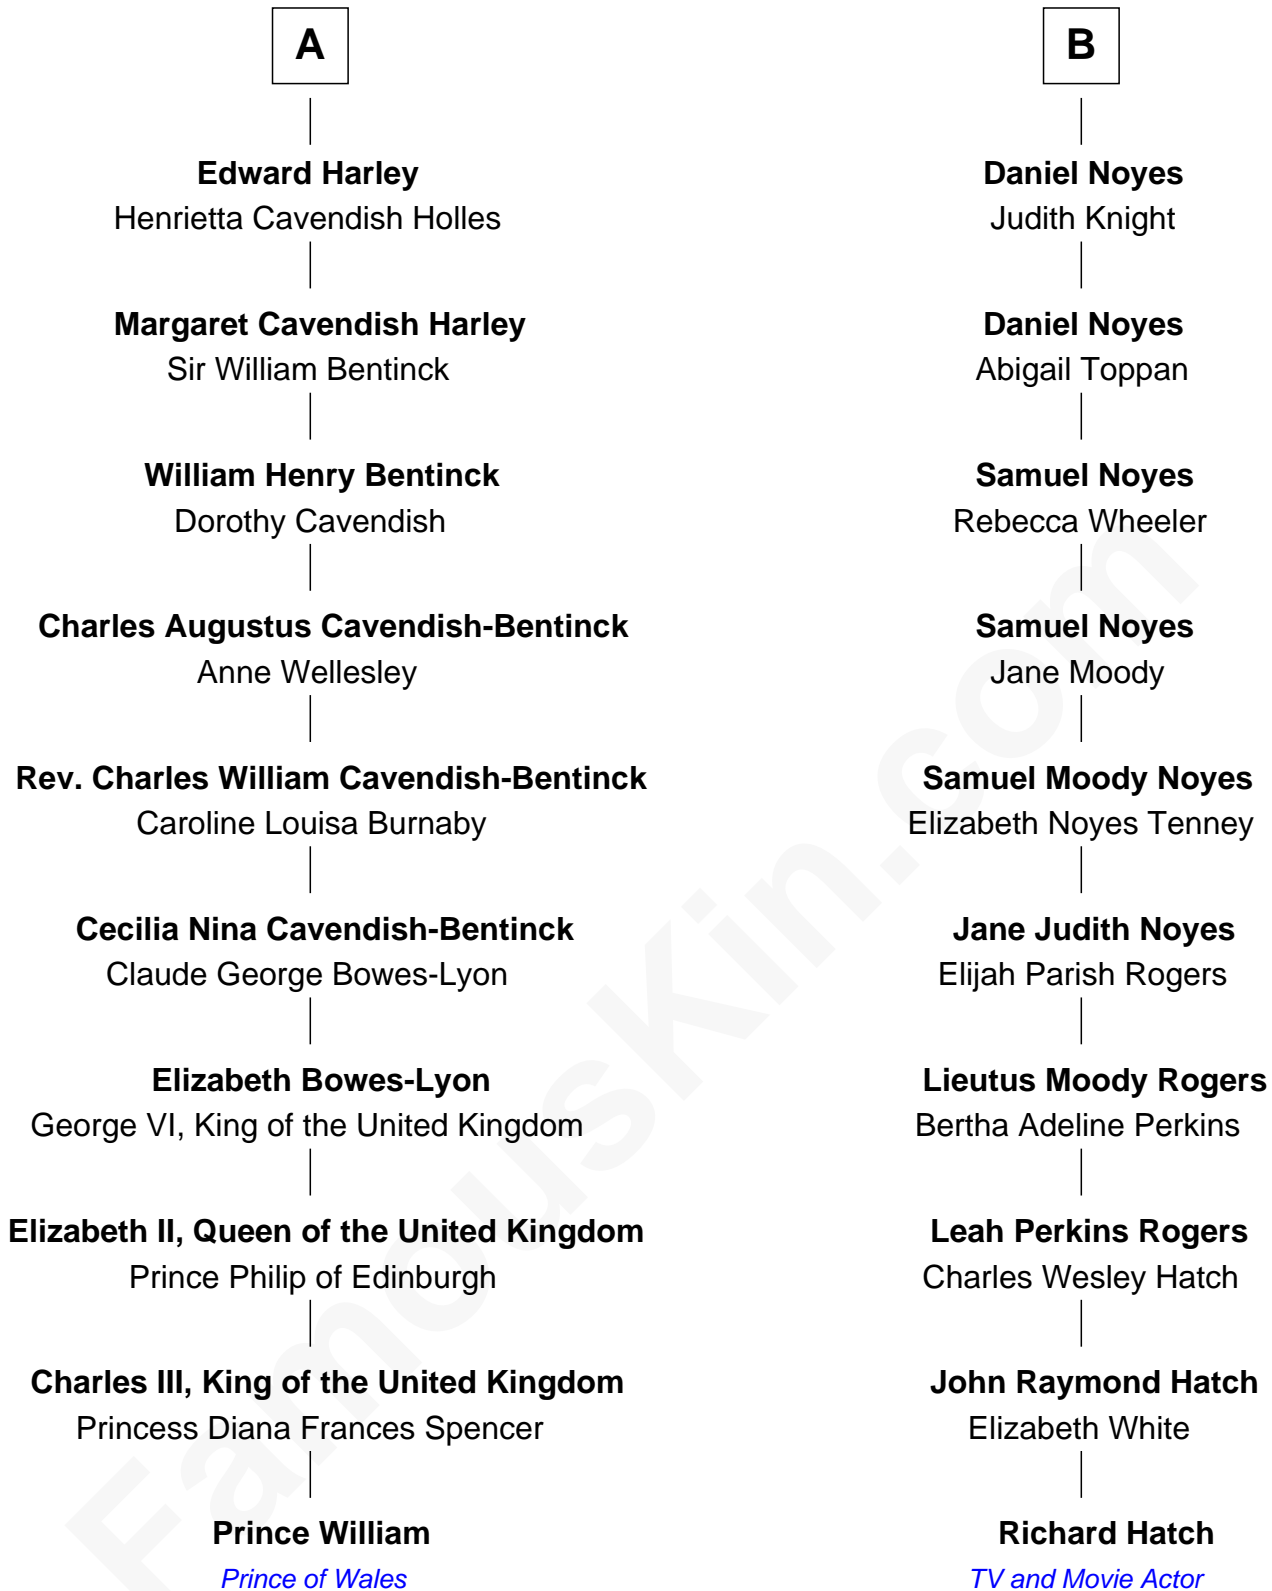 A
Edward Harley
Henrietta Cavendish Holles
Margaret Cavendish Harley
Sir William Bentinck
William Henry Bentinck
Dorothy Cavendish
Charles Augustus Cavendish-Bentinck
Anne Wellesley
Rev. Charles William Cavendish-Bentinck
Caroline Louisa Burnaby
Cecilia Nina Cavendish-Bentinck
Claude George Bowes-Lyon
Elizabeth Bowes-Lyon
George VI, King of the United Kingdom
Elizabeth II, Queen of the United Kingdom
Prince Philip of Edinburgh
Charles III, King of the United Kingdom
Princess Diana Frances Spencer
Prince William
Prince of Wales
B
Daniel Noyes
Judith Knight
Daniel Noyes
Abigail Toppan
Samuel Noyes
Rebecca Wheeler
Samuel Noyes
Jane Moody
Samuel Moody Noyes
Elizabeth Noyes Tenney
Jane Judith Noyes
Elijah Parish Rogers
Lieutus Moody Rogers
Bertha Adeline Perkins
Leah Perkins Rogers
Charles Wesley Hatch
John Raymond Hatch
Elizabeth White
Richard Hatch
TV and Movie Actor
FamousKin.com